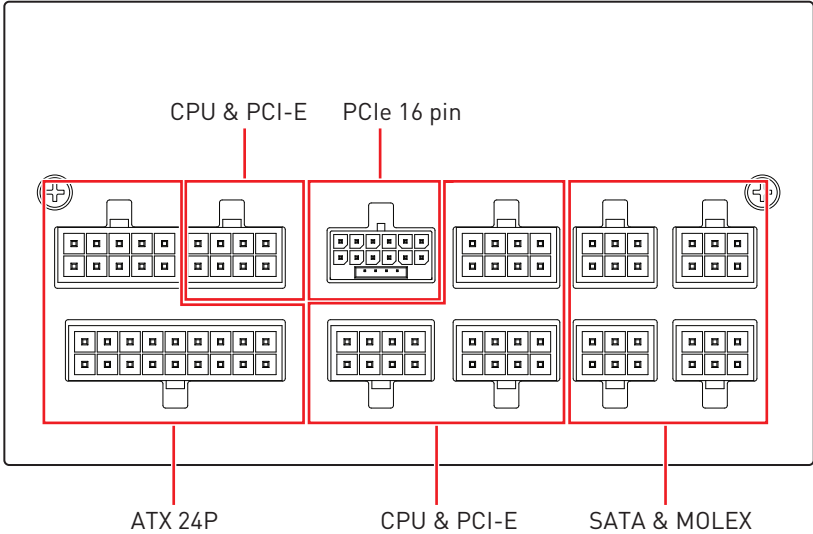 CPU & PCI-E
PCIe 16 pin
ATX 24P
CPU & PCI-E
SATA & MOLEX